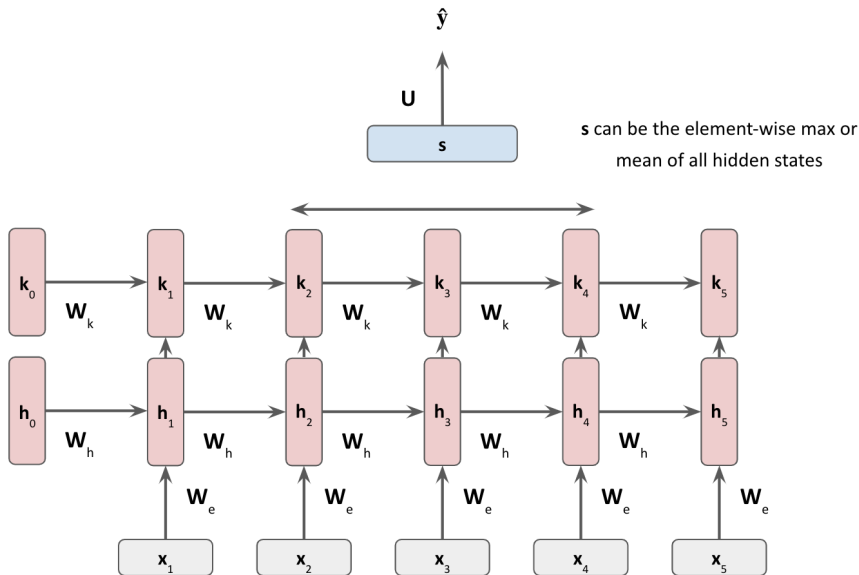 ŷ
U
s
s can be the element-wise max or
mean of all hidden states
k₀ k₁ k₂ k₃ k₄ k₅
Wₖ Wₖ Wₖ Wₖ Wₖ
h₀ h₁ h₂ h₃ h₄ h₅
Wₕ Wₕ Wₕ Wₕ Wₕ
Wₑ Wₑ Wₑ Wₑ Wₑ
x₁ x₂ x₃ x₄ x₅